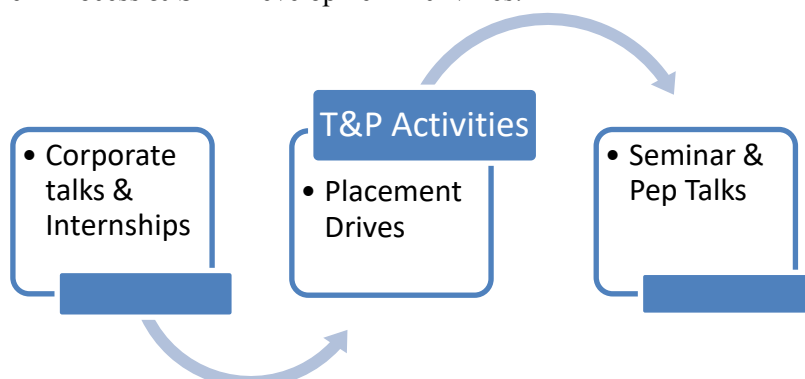 T&P Activities
• Corporate
talks &
Internships
• Placement
Drives
• Seminar &
Pep Talks